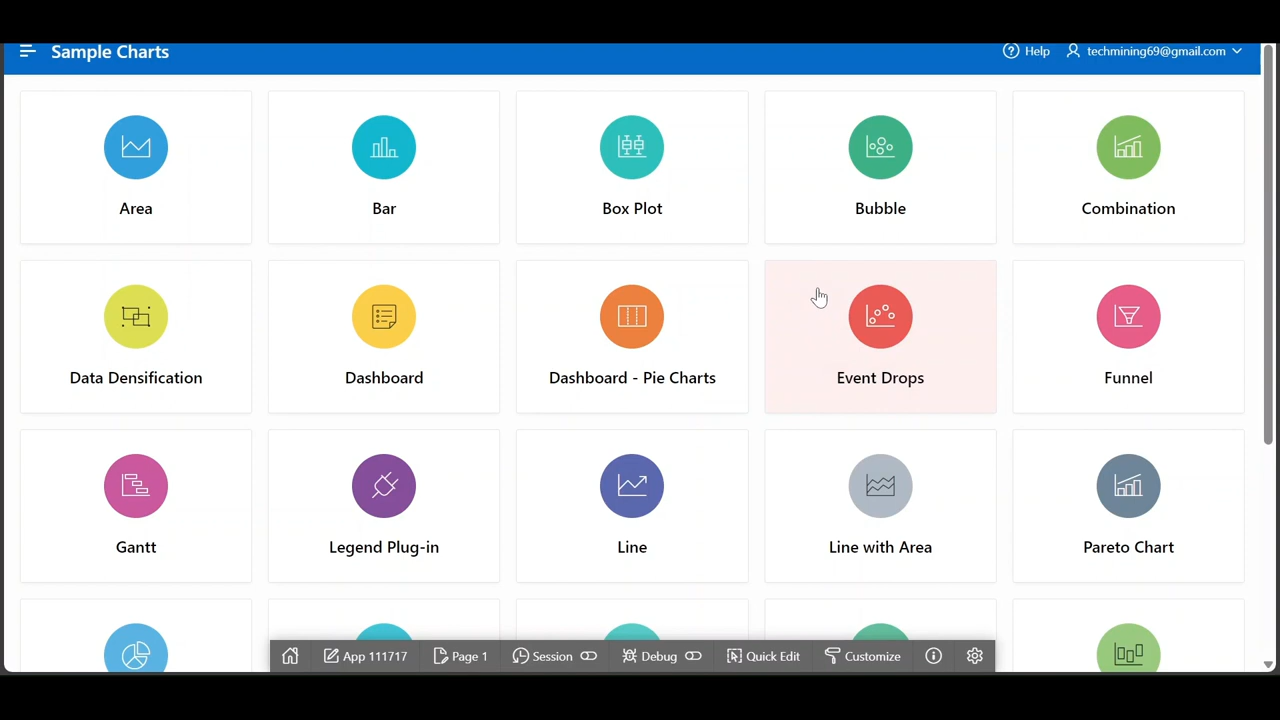 Sample Charts
Help
techmining69@gmail.com
Area
Bar
Box Plot
Bubble
Combination
Data Densification
Dashboard
Dashboard - Pie Charts
Event Drops
Funnel
Gantt
Legend Plug-in
Line
Line with Area
Pareto Chart
App 111717
Page 1
Session
Debug
Quick Edit
Customize